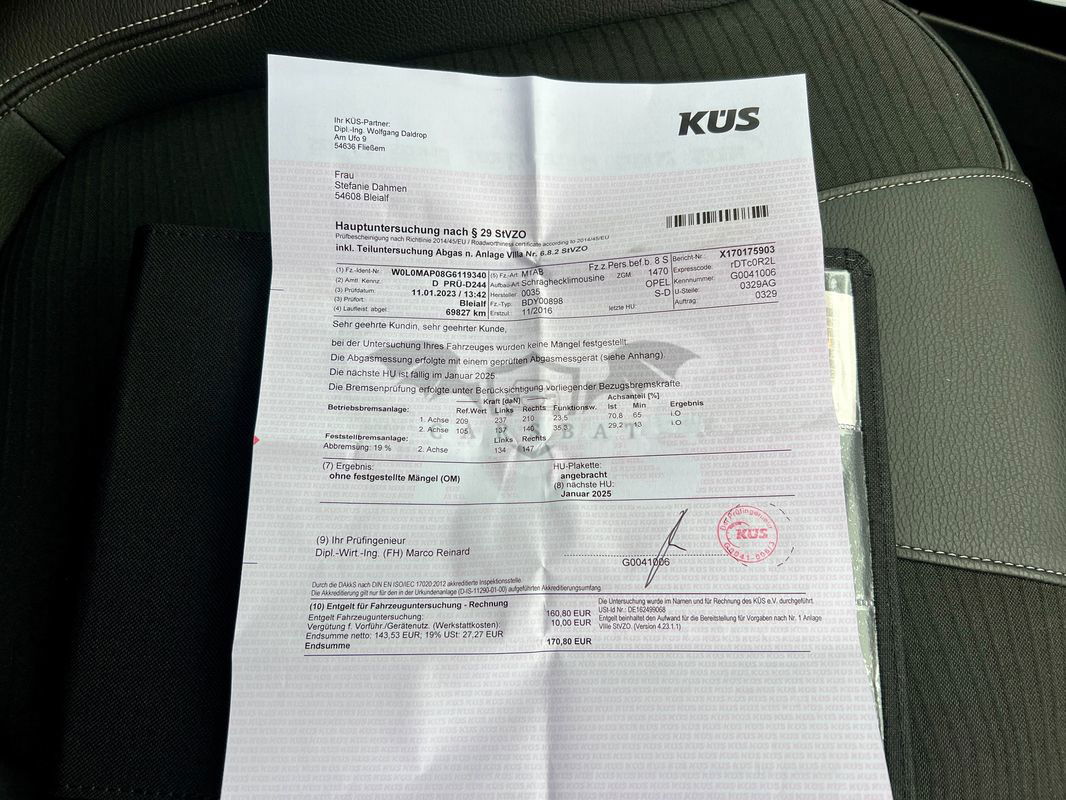 KÜS
Ihr KÜS-Partner:
Dipl.-Ing. Wolfgang Daldrop
Am Ufo 9
54636 Fließem
Frau
Stefanie Dahmen
54608 Bleialf
Hauptuntersuchung nach § 29 StVZO
Prüfbescheinigung nach Richtlinie 2014/45/EU / Roadworthiness certificate according to 2014/45/EU
inkl. Teiluntersuchung Abgas n. Anlage VIIIa Nr. 6.8.2 StVZO
(1) Fz.-Ident-Nr. W0L0MAP08G6119340 (5) Fz.-Art M1AB Fz.z.Pers.bef.b. 8 S Bericht-Nr.: X170175903
(2) Amtl. Kennz. D PRÜ-D244 Aufbau-Art Schräghecklimousine ZGM 1470 Expresscode: rDTc0R2L
(3) Prüfdatum: 11.01.2023 / 13:42 Hersteller: 0035 OPEL Kennnummer: G0041006
(3) Prüfort: Bleialf Fz.-Typ: BDY00898 S-D U-Stelle: 0329AG
(4) Laufleist. abgel. 69827 km Erstzul: 11/2016 letzte HU: Auftrag: 0329
Sehr geehrte Kundin, sehr geehrter Kunde,
bei der Untersuchung Ihres Fahrzeuges wurden keine Mängel festgestellt.
Die Abgasmessung erfolgte mit einem geprüften Abgasmessgerät (siehe Anhang).
Die nächste HU ist fällig im Januar 2025
Die Bremsenprüfung erfolgte unter Berücksichtigung vorliegender Bezugsbremskräfte.
Kraft [daN] Achsanteil [%]
Betriebsbremsanlage: Ref.Wert Links Rechts Funktionsw. Ist Min Ergebnis
1. Achse 209 237 210 23,5 70,8 65 i.O
2. Achse 105 137 140 35,3 29,2 13 i.O
Feststellbremsanlage: Links Rechts
Abbremsung: 19 % 2. Achse 134 147
CARSBAT
(7) Ergebnis:
ohne festgestellte Mängel (OM)
HU-Plakette:
angebracht
(8) nächste HU:
Januar 2025
(9) Ihr Prüfingenieur
Dipl.-Wirt.-Ing. (FH) Marco Reinard
G0041006
Der Prüfingenieur
KÜS
Durch die DAkkS nach DIN EN ISO/IEC 17020:2012 akkreditierte Inspektionsstelle.
Die Akkreditierung gilt nur für den in der Urkundenanlage (D-IS-11290-01-00) aufgeführten Akkreditierungsumfang.
(10) Entgelt für Fahrzeuguntersuchung - Rechnung
Entgelt Fahrzeuguntersuchung: 160,80 EUR
Vergütung f. Vorführ./Gerätenutz. (Werkstattkosten): 10,00 EUR
Endsumme netto: 143,53 EUR; 19% USt: 27,27 EUR
Endsumme 170,80 EUR
Die Untersuchung wurde im Namen und für Rechnung des KÜS e.V. durchgeführt.
USt-Id Nr.: DE162499068
Entgelt beinhaltet den Aufwand für die Bereitstellung für Vorgaben nach Nr. 1 Anlage
VIIIe StVZO. (Version 4.23.1.1)